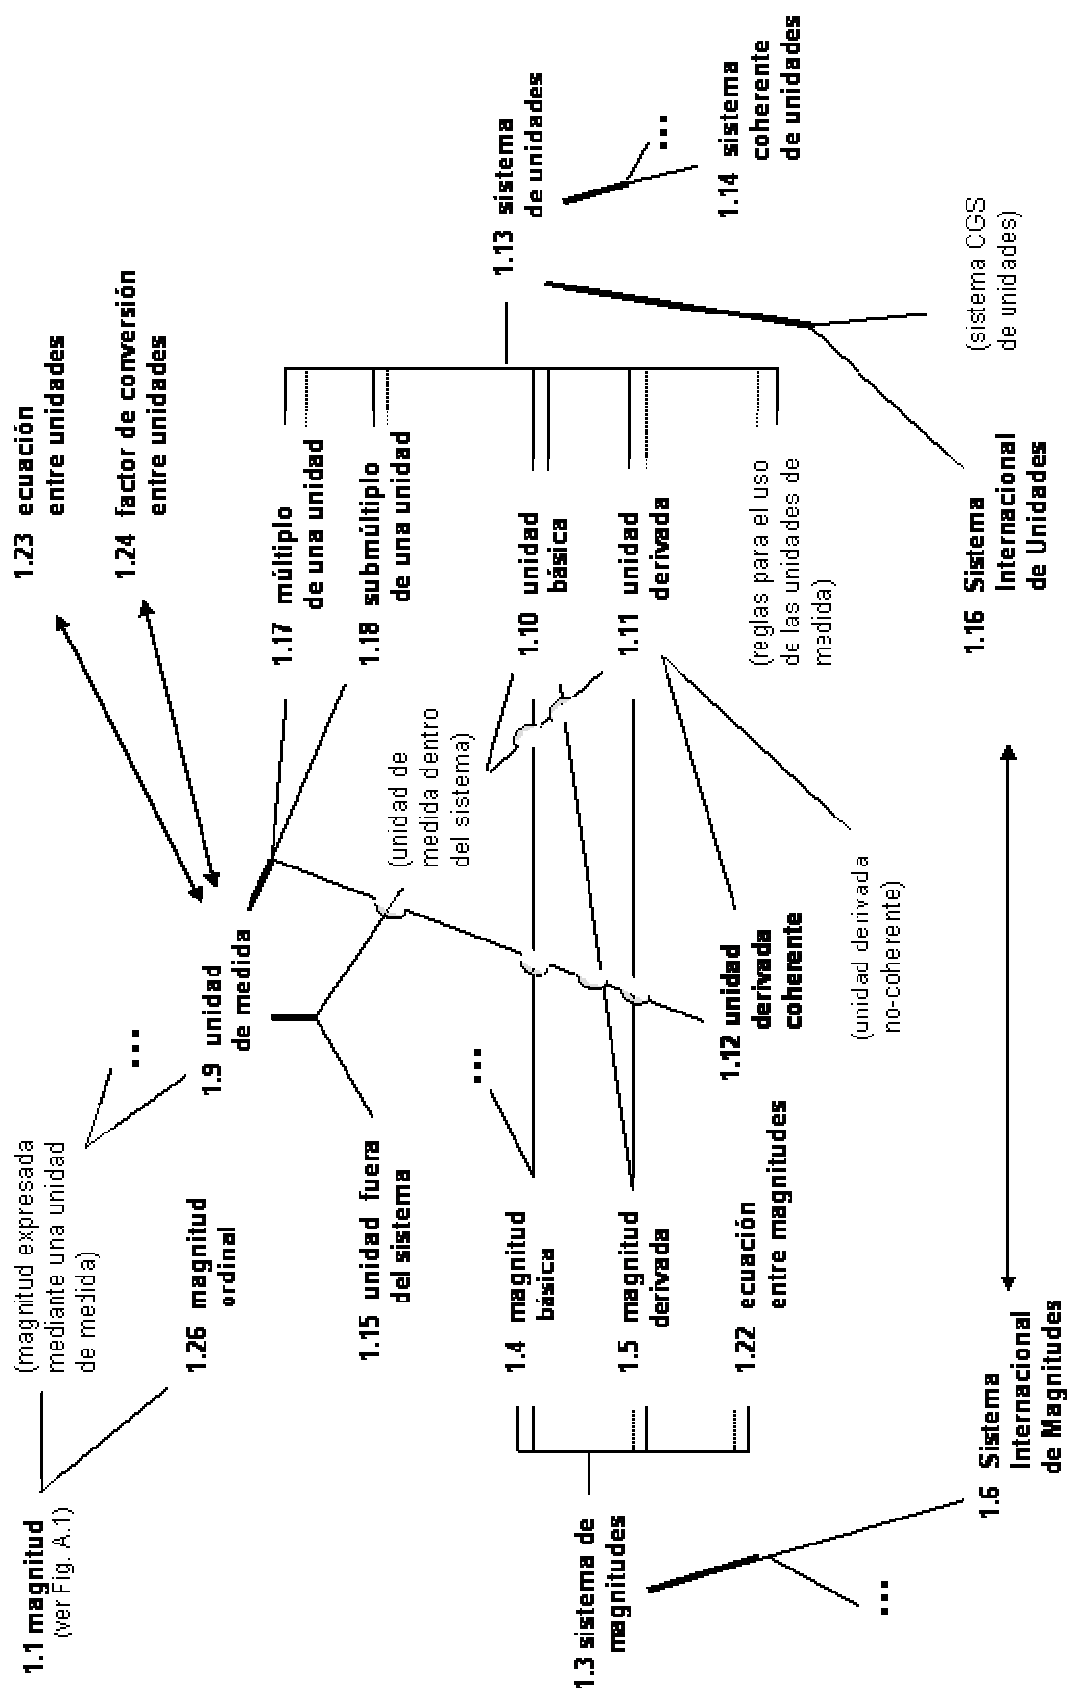 1.1 magnitud
(ver Fig. A.1)
(magnitud expresada
mediante una unidad
de medida)
1.26 magnitud
ordinal
...
1.9 unidad
de medida
1.23 ecuación
entre unidades
1.24 factor de conversión
entre unidades
1.17 múltiplo
de una unidad
1.18 submúltiplo
de una unidad
1.15 unidad fuera
del sistema
(unidad de
medida dentro
del sistema)
1.13 sistema
de unidades
...
1.14 sistema
coherente
de unidades
1.3 sistema de
magnitudes
1.4 magnitud
básica
...
1.10 unidad
básica
1.5 magnitud
derivada
1.11 unidad
derivada
1.22 ecuación
entre magnitudes
1.12 unidad
derivada
coherente
(unidad derivada
no-coherente)
(reglas para el uso
de las unidades de
medida)
(sistema CGS
de unidades)
...
1.6 Sistema
Internacional
de Magnitudes
1.16 Sistema
Internacional
de Unidades